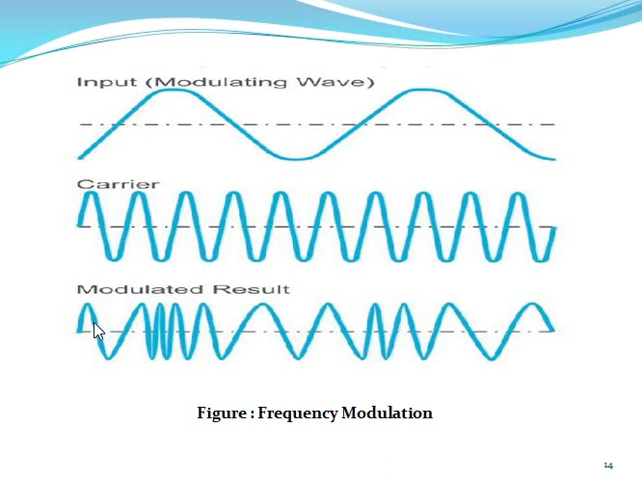 Input (Modulating Wave)
Carrier
Modulated Result
Figure : Frequency Modulation
14